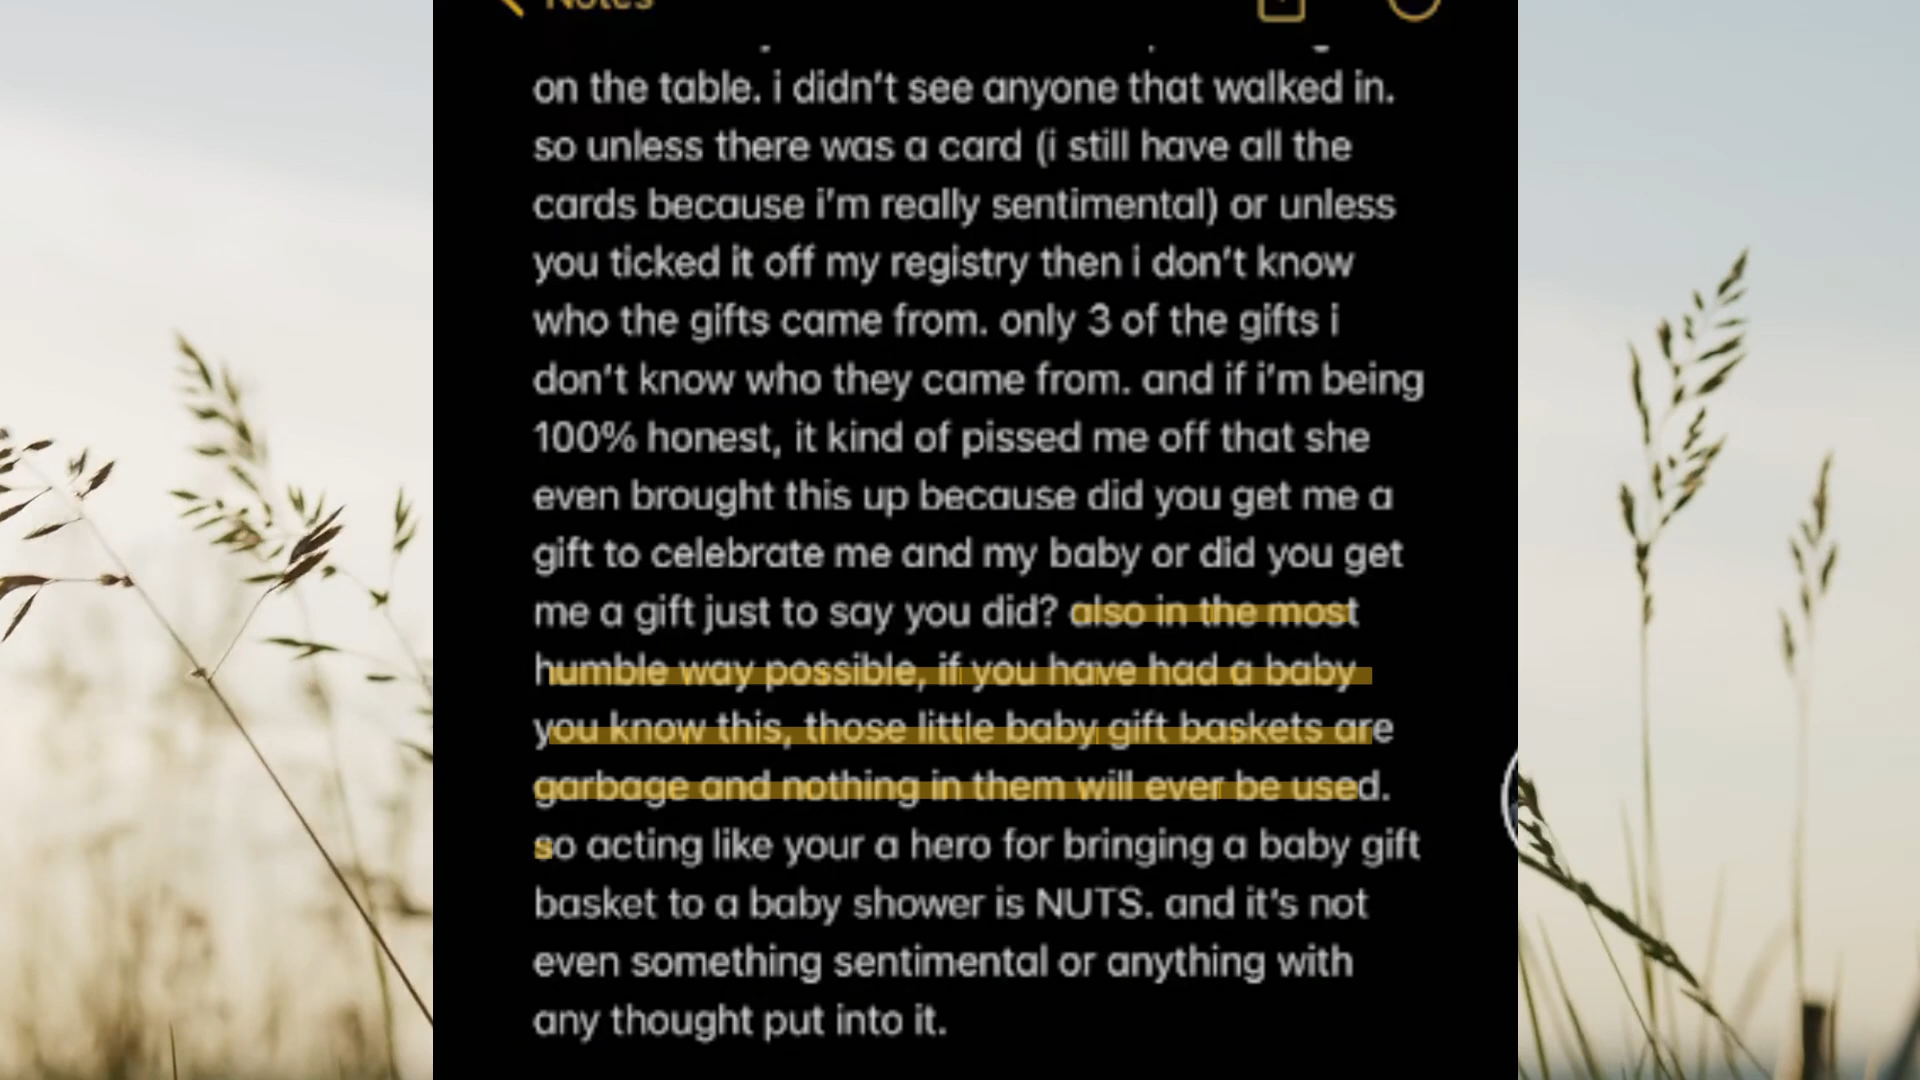 Notes
on the table. i didn't see anyone that walked in.
so unless there was a card (i still have all the
cards because i'm really sentimental) or unless
you ticked it off my registry then i don't know
who the gifts came from. only 3 of the gifts i
don't know who they came from. and if i'm being
100% honest, it kind of pissed me off that she
even brought this up because did you get me a
gift to celebrate me and my baby or did you get
me a gift just to say you did? also in the most
humble way possible, if you have had a baby
you know this, those little baby gift baskets are
garbage and nothing in them will ever be used.
so acting like your a hero for bringing a baby gift
basket to a baby shower is NUTS. and it's not
even something sentimental or anything with
any thought put into it.